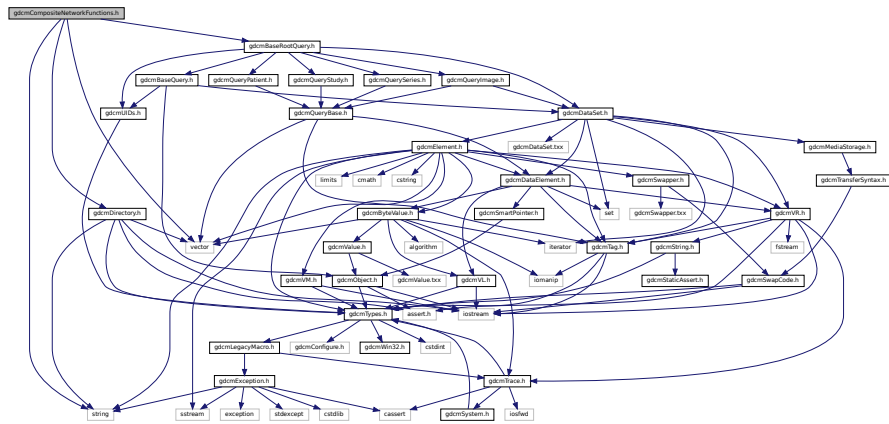 gdcmCompositeNetworkFunctions.h
gdcmBaseRootQuery.h
gdcmBaseQuery.h
gdcmQueryPatient.h
gdcmQueryStudy.h
gdcmQuerySeries.h
gdcmQueryImage.h
gdcmUIDs.h
gdcmQueryBase.h
gdcmDataSet.h
gdcmElement.h
gdcmDataSet.txx
gdcmMediaStorage.h
limits
cmath
cstring
gdcmDataElement.h
gdcmSwapper.h
gdcmTransferSyntax.h
gdcmDirectory.h
gdcmByteValue.h
gdcmSmartPointer.h
set
gdcmSwapper.txx
gdcmVR.h
vector
gdcmValue.h
algorithm
iterator
gdcmTag.h
gdcmString.h
fstream
gdcmVM.h
gdcmObject.h
gdcmValue.txx
gdcmVL.h
iomanip
gdcmStaticAssert.h
gdcmSwapCode.h
gdcmTypes.h
assert.h
iostream
gdcmLegacyMacro.h
gdcmConfigure.h
gdcmWin32.h
cstdint
gdcmException.h
gdcmTrace.h
string
sstream
exception
stdexcept
cstdlib
cassert
gdcmSystem.h
iosfwd